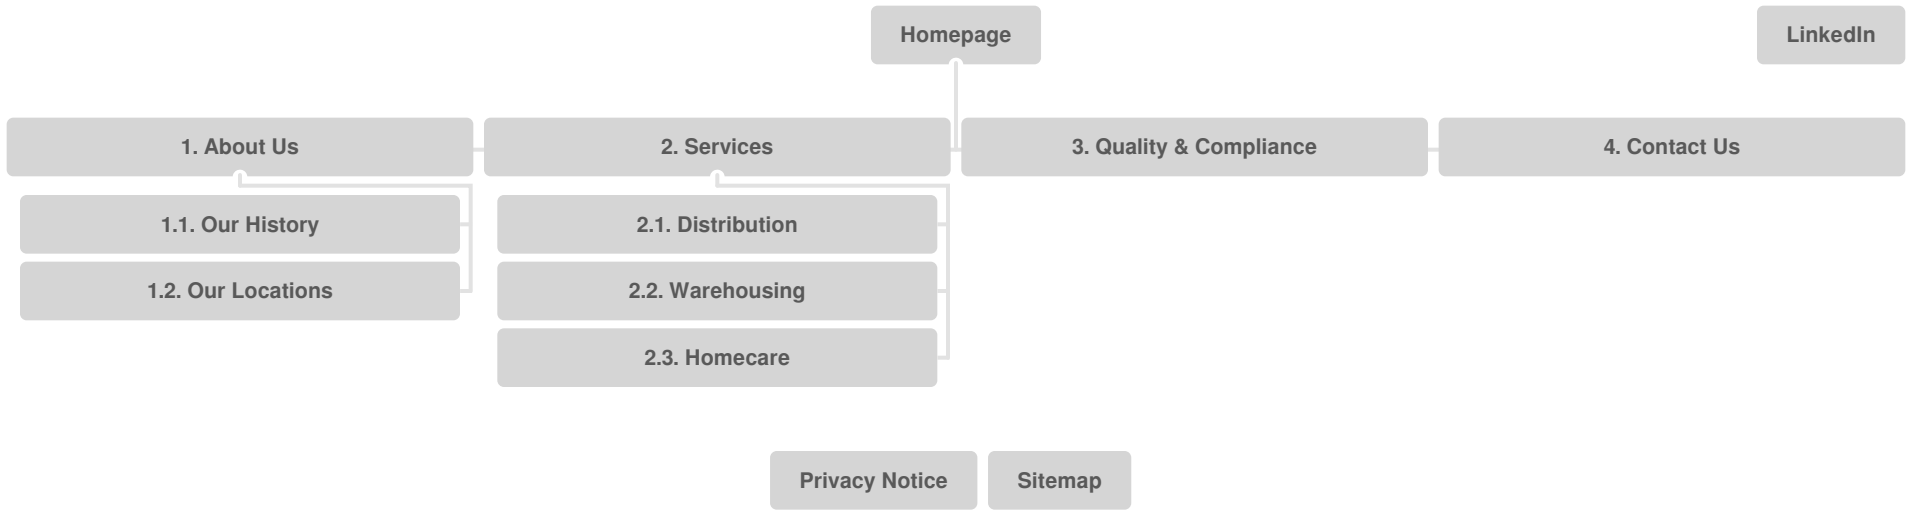 Homepage
LinkedIn
1. About Us
2. Services
3. Quality & Compliance
4. Contact Us
1.1. Our History
2.1. Distribution
1.2. Our Locations
2.2. Warehousing
2.3. Homecare
Privacy Notice
Sitemap